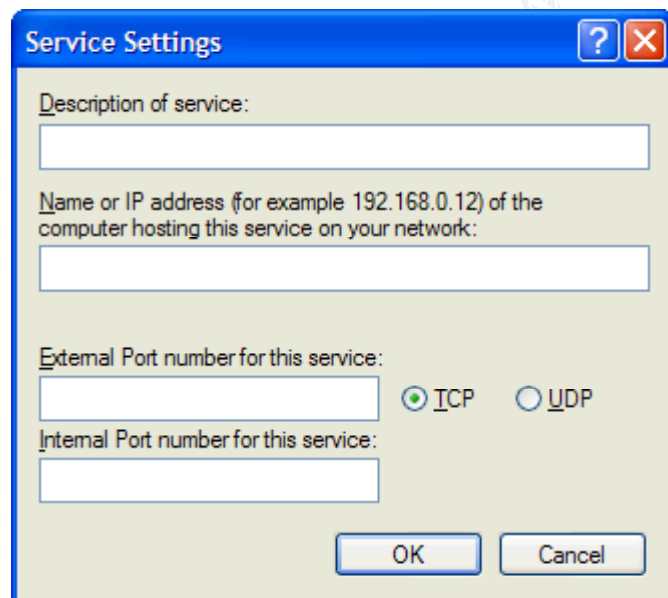 Service Settings
Description of service:
Name or IP address (for example 192.168.0.12) of the
computer hosting this service on your network:
External Port number for this service:
TCP UDP
Internal Port number for this service:
OK Cancel